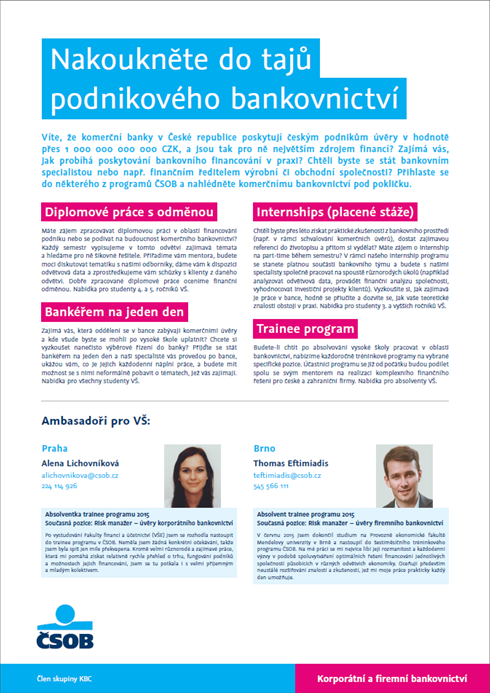 Nakoukněte do tajů
podnikového bankovnictví
Víte, že komerční banky v České republice poskytují českým podnikům úvěry v hodnotě
přes 1 000 000 000 000 CZK, a jsou tak pro ně největším zdrojem financí? Zajímá vás,
jak probíhá poskytování bankovního financování v praxi? Chtěli byste se stát bankovním
specialistou nebo např. finančním ředitelem výrobní či obchodní společnosti? Přihlaste se
do některého z programů ČSOB a nahlédněte komerčnímu bankovnictví pod pokličku.
Diplomové práce s odměnou
Máte zájem zpracovávat diplomovou práci v oblasti financování
podniků nebo se podívat na budoucnost komerčního bankovnictví?
Každý semestr vypisujeme v tomto odvětví zajímavá témata
a hledáme pro ně šikovné řešitele. Přiřadíme vám mentora, budete
moci diskutovat tematiku s našimi odborníky, dáme vám k dispozici
odvětvová data a zprostředkujeme vám schůzky s klienty z daného
odvětví. Dobře zpracované diplomové práce oceníme finanční
odměnou. Nabídka pro studenty 4. a 5. ročníků VŠ.
Bankéřem na jeden den
Zajímá vás, která oddělení se v bance zabývají komerčními úvěry
a kde všude byste se mohli po vysoké škole uplatnit? Chcete si
vyzkoušet nanečisto výběrové řízení do banky? Přijďte se stát
bankéřem na jeden den a naši specialisté vás provedou po bance,
ukážou vám, co je jejich každodenní náplní práce, a budete mít
možnost se s nimi neformálně pobavit o tématech, jež vás zajímají.
Nabídka pro všechny studenty VŠ.
Internships (placené stáže)
Chtěli byste přes léto získat praktické zkušenosti z bankovního prostředí
(např. v rámci schvalování komerčních úvěrů), dostat zajímavou
referenci do životopisu a přitom si vydělat? Máte zájem o Internship
na part-time během semestru? V rámci našeho Internship programu
se stanete platnou součástí bankovního týmu a budete s našimi
specialisty společně pracovat na spoustě různorodých úkolů (například
analyzovat odvětvová data, provádět finanční analýzu společností,
vyhodnocovat investiční projekty klientů). Vyzkoušíte si, jak zajímavá
je práce v bance, hodně se přiučíte a dozvíte se, jak vaše teoretické
znalosti obstojí v praxi. Nabídka pro studenty 3. a vyšších ročníků VŠ.
Trainee program
Budete-li chtít po absolvování vysoké školy pracovat v oblasti
bankovnictví, nabízíme každoročně tréninkové programy na vybrané
specifické pozice. Účastníci programu se již od počátku budou podílet
spolu se svým mentorem na realizaci komplexního finančního
řešení pro české a zahraniční firmy. Nabídka pro absolventy VŠ.
Ambasadoři pro VŠ:
Praha
Alena Lichovníková
alichovnikova@csob.cz
224 114 926
Absolventka trainee programu 2015
Současná pozice: Risk manažer – úvěry korporátního bankovnictví
Po vystudování Fakulty financí a účetnictví (VŠE) jsem se rozhodla nastoupit
do trainee programu v ČSOB. Neměla jsem žádná konkrétní očekávání, takže
jsem byla spíš jen mile překvapena. Kromě velmi různorodé a zajímavé práce,
která mi pomáhá získat relativně rychle přehled o trhu, fungování podniků
a možnostech jejich financování, jsem se tu potkala i s velmi příjemným
a mladým kolektivem.
Brno
Thomas Eftimiadis
teftimiadis@csob.cz
545 566 111
Absolvent trainee programu 2015
Současná pozice: Risk manažer – úvěry firemního bankovnictví
V červnu 2015 jsem dokončil studium na Provozně ekonomické fakultě
Mendelovy univerzity v Brně a nastoupil do šestiměsíčního tréninkového
programu ČSOB. Na mé práci se mi nejvíce líbí její rozmanitost a každodenní
výzvy v podobě spoluvytváření optimálních řešení financování jednotlivých
společností působících v různých odvětvích ekonomiky. Oceňuji především
neustálé rozšiřování znalostí a zkušeností, jež mi moje práce prakticky každý
den umožňuje.
ČSOB
Člen skupiny KBC
Korporátní a firemní bankovnictví